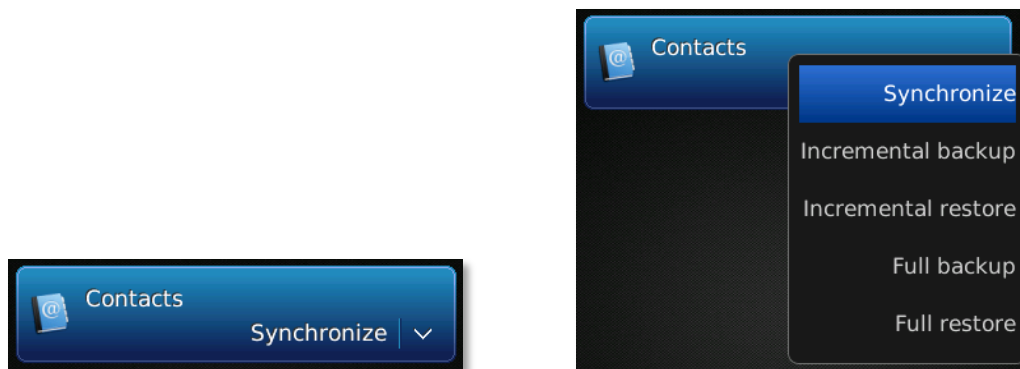 Contacts
Synchronize
Contacts
Synchronize
Incremental backup
Incremental restore
Full backup
Full restore